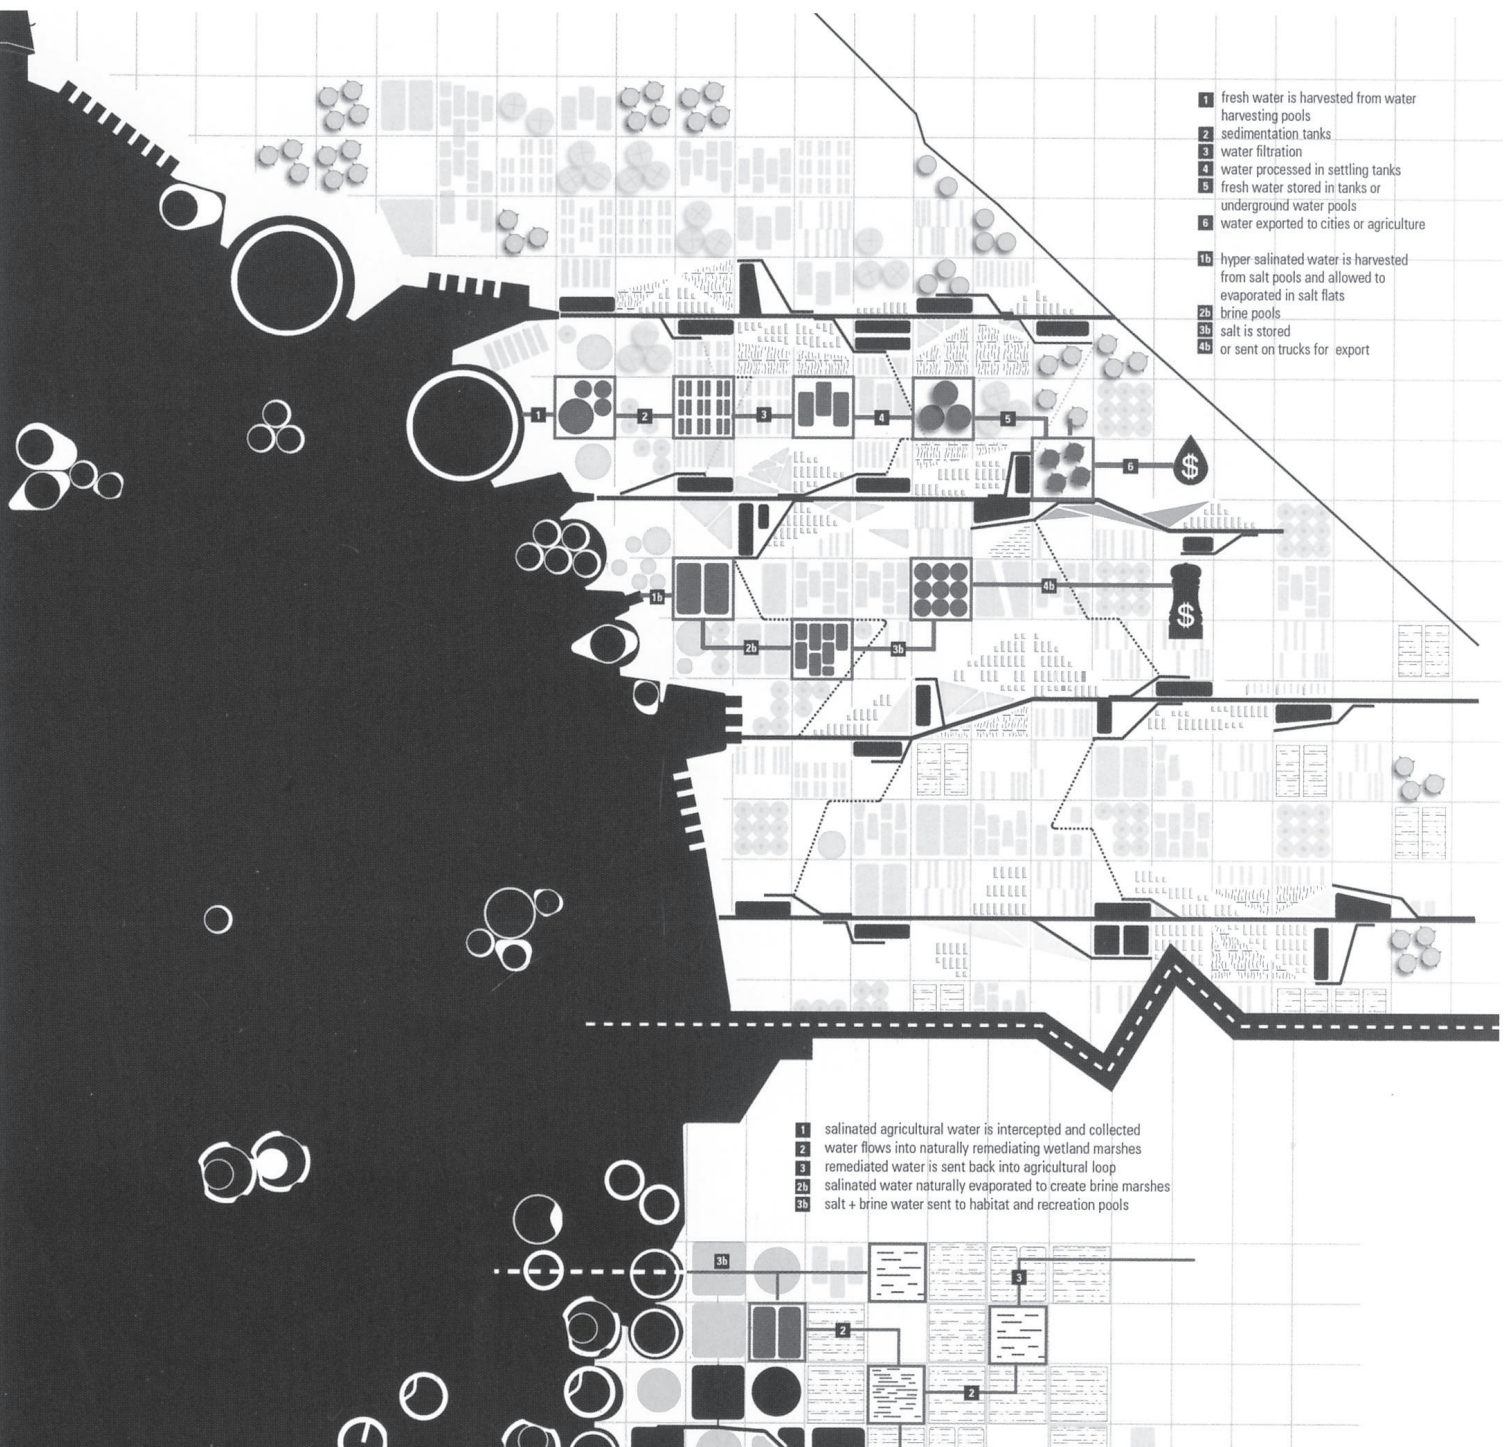 1 fresh water is harvested from water
harvesting pools
2 sedimentation tanks
3 water filtration
4 water processed in settling tanks
5 fresh water stored in tanks or
underground water pools
6 water exported to cities or agriculture
1b hyper salinated water is harvested
from salt pools and allowed to
evaporated in salt flats
2b brine pools
3b salt is stored
4b or sent on trucks for export
1 2 3 4 5
6 $
4b
1b $
2b 3b
1 salinated agricultural water is intercepted and collected
2 water flows into naturally remediating wetland marshes
3 remediated water is sent back into agricultural loop
2b salinated water naturally evaporated to create brine marshes
3b salt + brine water sent to habitat and recreation pools
3b 3
2
2